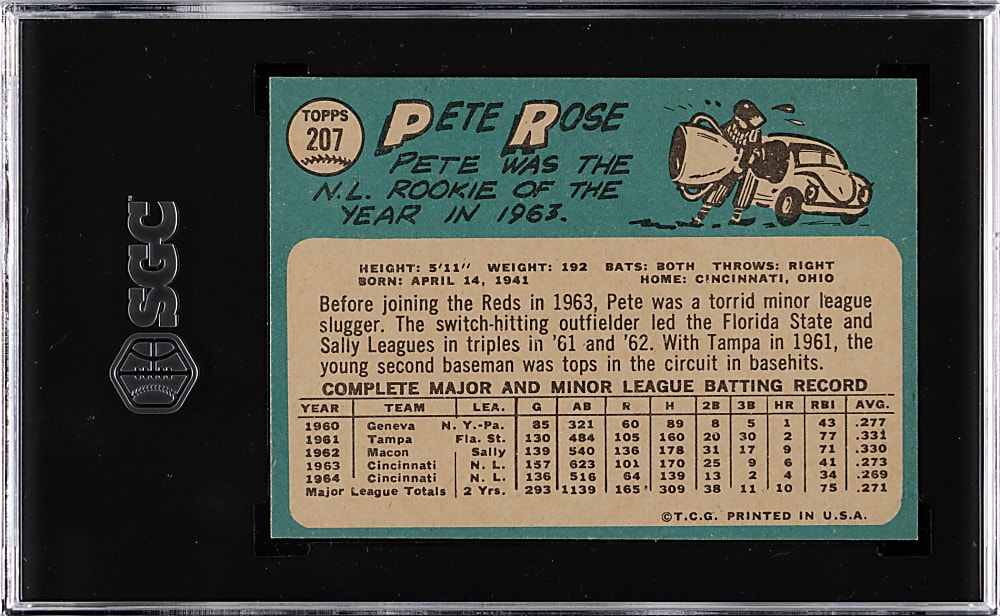 SGC
TOPPS
207
PETE ROSE
PETE WAS THE
N.L. ROOKIE OF THE
YEAR IN 1963.
HEIGHT: 5'11" WEIGHT: 192 BATS: BOTH THROWS: RIGHT
BORN: APRIL 14, 1941 HOME: CINCINNATI, OHIO
Before joining the Reds in 1963, Pete was a torrid minor league
slugger. The switch-hitting outfielder led the Florida State and
Sally Leagues in triples in '61 and '62. With Tampa in 1961, the
young second baseman was tops in the circuit in basehits.
COMPLETE MAJOR AND MINOR LEAGUE BATTING RECORD
YEAR TEAM LEA. G AB R H 2B 3B HR RBI AVG.
1960 Geneva N. Y.-Pa. 85 321 60 89 8 5 1 43 .277
1961 Tampa Fla. St. 130 484 105 160 20 30 2 77 .331
1962 Macon Sally 139 540 136 178 31 17 9 71 .330
1963 Cincinnati N. L. 157 623 101 170 25 9 6 41 .273
1964 Cincinnati N. L. 136 516 64 139 13 2 4 34 .269
Major League Totals 2 Yrs. 293 1139 165 309 38 11 10 75 .271
©T.C.G. PRINTED IN U.S.A.